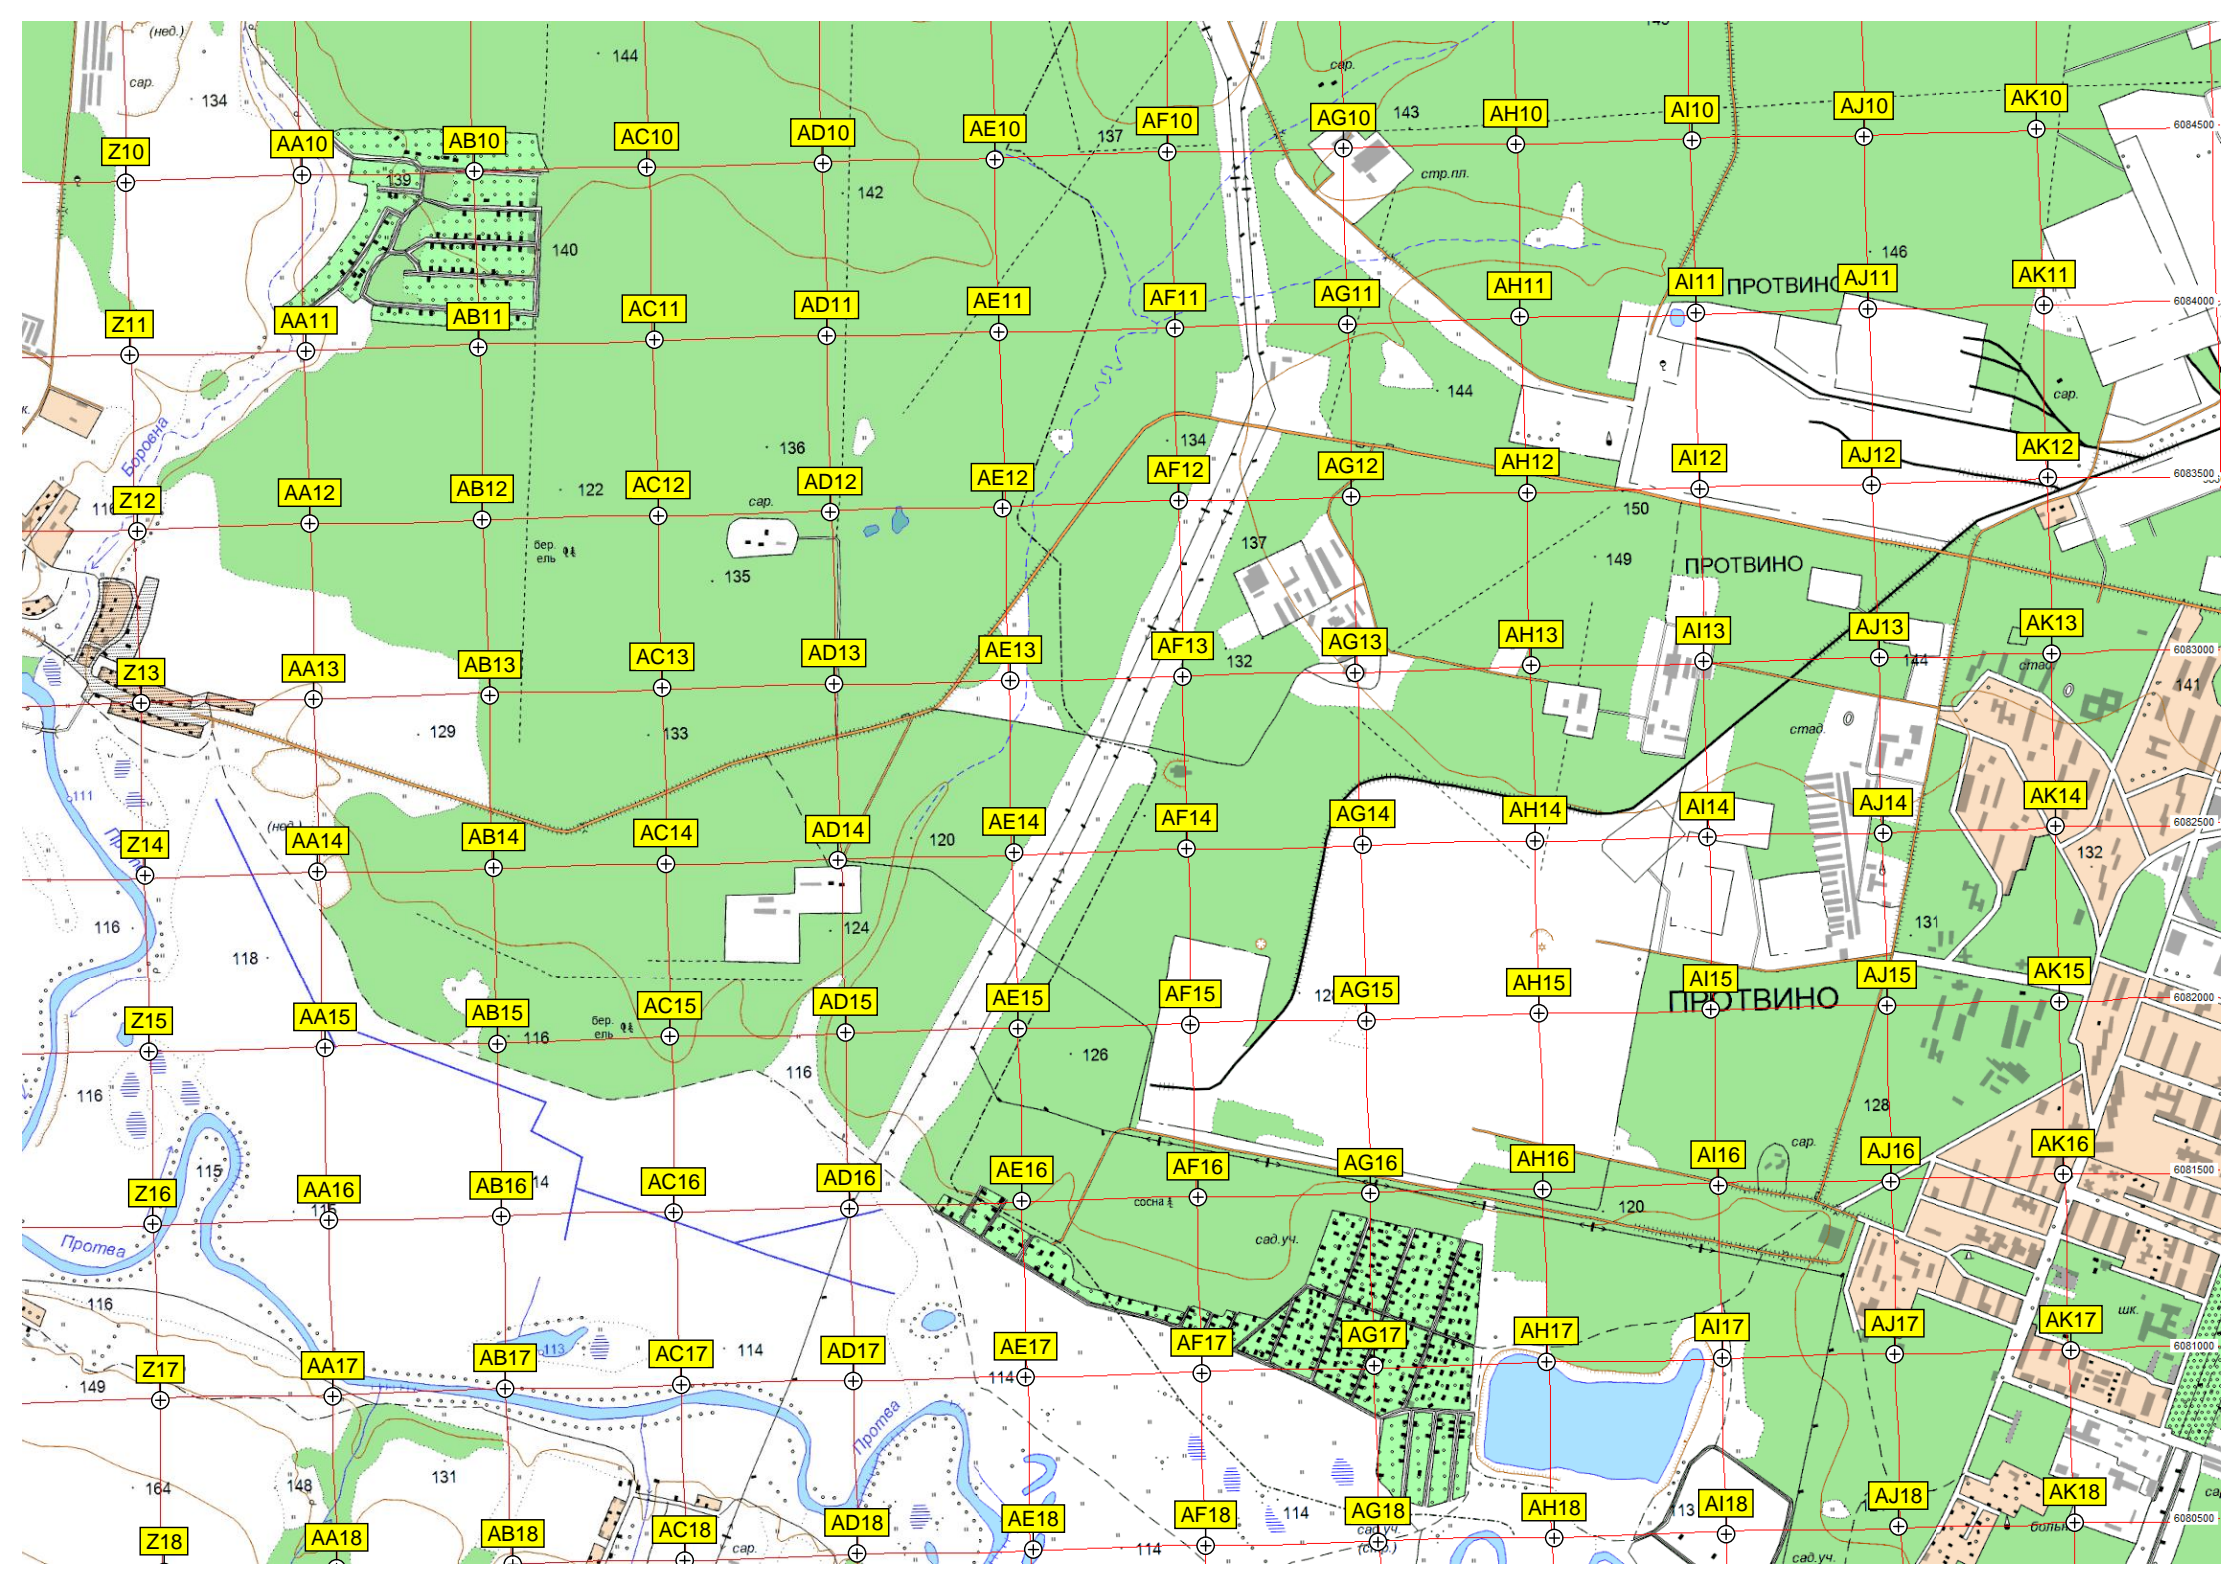 (нед.)
144
сар.
сар.
134
143
137
Z10
AA10
AB10
AC10
AD10
AE10
AF10
AG10
AH10
AI10
AJ10
AK10
6084500
139
142
стр.пл.
140
146
ПРОТВИНО
Z11
AA11
AB11
AC11
AD11
AE11
AF11
AG11
AH11
AI11
AJ11
AK11
6084000
144
сар.
Боровна
136
134
Z12
AA12
AB12
AC12
AD12
AE12
AF12
AG12
AH12
AI12
AJ12
AK12
6083500
122
сар.
150
137
бер.
ель
135
149
ПРОТВИНО
Z13
AA13
AB13
AC13
AD13
AE13
AF13
AG13
AH13
AI13
AJ13
AK13
6083000
132
144
стад.
141
129
133
стад.
111
(нед.)
Z14
AA14
AB14
AC14
AD14
AE14
AF14
AG14
AH14
AI14
AJ14
AK14
6082500
120
132
116
124
131
118
Z15
AA15
AB15
AC15
AD15
AE15
AF15
AG15
AH15
AI15
AJ15
AK15
6082000
ПРОТВИНО
116
бер.
ель
126
116
116
128
115
сар.
Z16
AA16
AB16
AC16
AD16
AE16
AF16
AG16
AH16
AI16
AJ16
AK16
6081500
115
14
сосна
120
Протва
сад.уч.
116
шк.
113
114
Z17
AA17
AB17
AC17
AD17
AE17
AF17
AG17
AH17
AI17
AJ17
AK17
6081000
149
114
Протва
164
148
131
114
113
Z18
AA18
AB18
AC18
AD18
AE18
AF18
AG18
AH18
AI18
AJ18
AK18
6080500
сар.
114
сад.уч.
сад.уч.